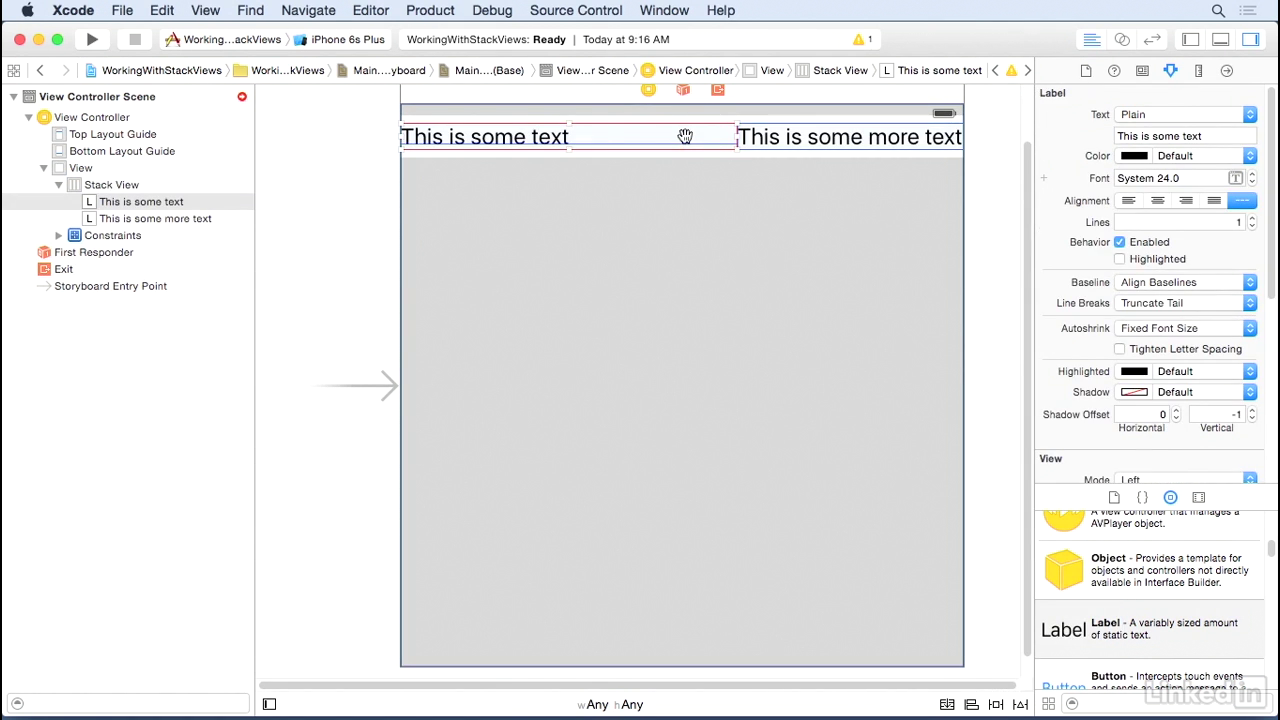 Xcode File Edit View Find Navigate Editor Product Debug Source Control Window Help
Working...ackViews iPhone 6s Plus WorkingWithStackViews: Ready Today at 9:16 AM 1
WorkingWithStackViews Worki...kViews Main....yboard Main....(Base) View...r Scene View Controller View Stack View L This is some text
View Controller Scene
View Controller
Top Layout Guide
Bottom Layout Guide
View
Stack View
L This is some text
L This is some more text
Constraints
First Responder
Exit
Storyboard Entry Point
This is some text This is some more text
wAny hAny
Label
Text Plain
This is some text
Color Default
Font System 24.0 T
Alignment
Lines 1
Behavior Enabled
Highlighted
Baseline Align Baselines
Line Breaks Truncate Tail
Autoshrink Fixed Font Size
Tighten Letter Spacing
Highlighted Default
Shadow Default
Shadow Offset 0 -1
Horizontal Vertical
View
Mode Left
A view controller that manages a
AVPlayer object.
Object - Provides a template for
objects and controllers not directly
available in Interface Builder.
Label Label - A variably sized amount
of static text.
Button Button - Intercepts touch events
and sends an action message to a
LinkedIn